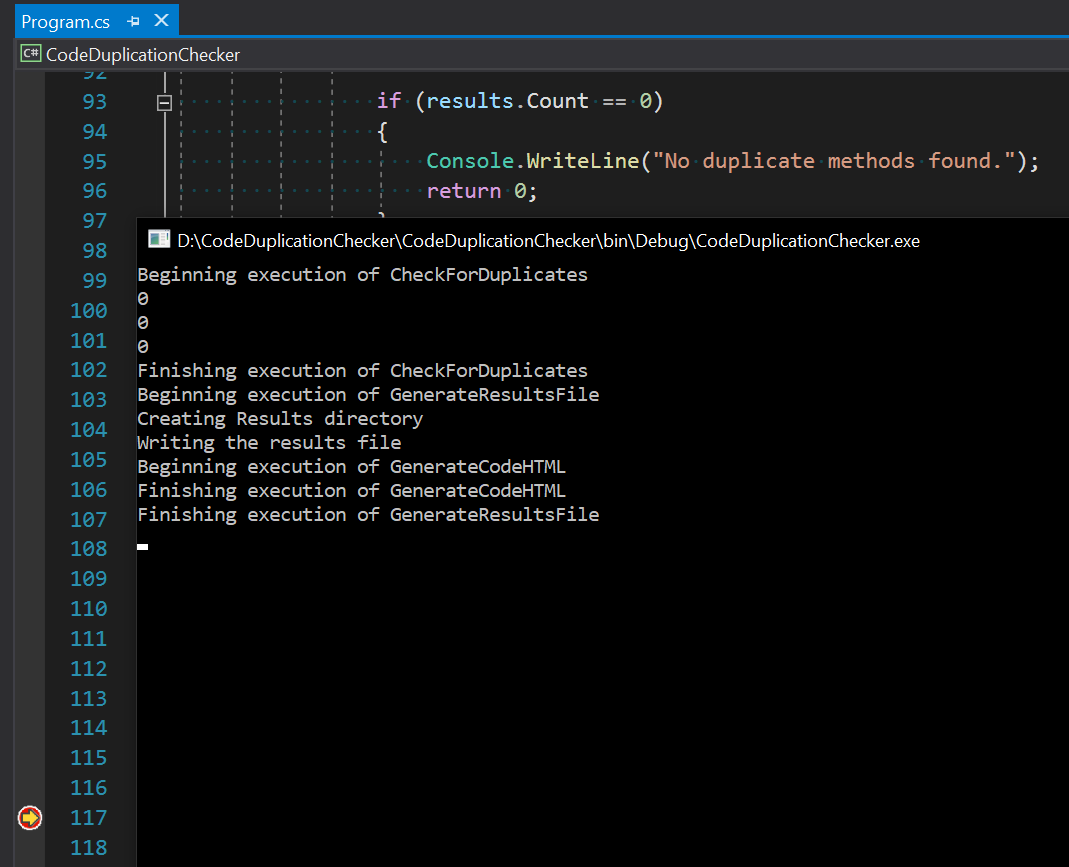 Program.cs
C# CodeDuplicationChecker
92
93 if (results.Count == 0)
94 {
95 Console.WriteLine("No duplicate methods found.");
96 return 0;
97 }
98
99
100
101
102
103
104
105
106
107
108
109
110
111
112
113
114
115
116
117
118
D:\CodeDuplicationChecker\CodeDuplicationChecker\bin\Debug\CodeDuplicationChecker.exe
Beginning execution of CheckForDuplicates
0
0
0
Finishing execution of CheckForDuplicates
Beginning execution of GenerateResultsFile
Creating Results directory
Writing the results file
Beginning execution of GenerateCodeHTML
Finishing execution of GenerateCodeHTML
Finishing execution of GenerateResultsFile